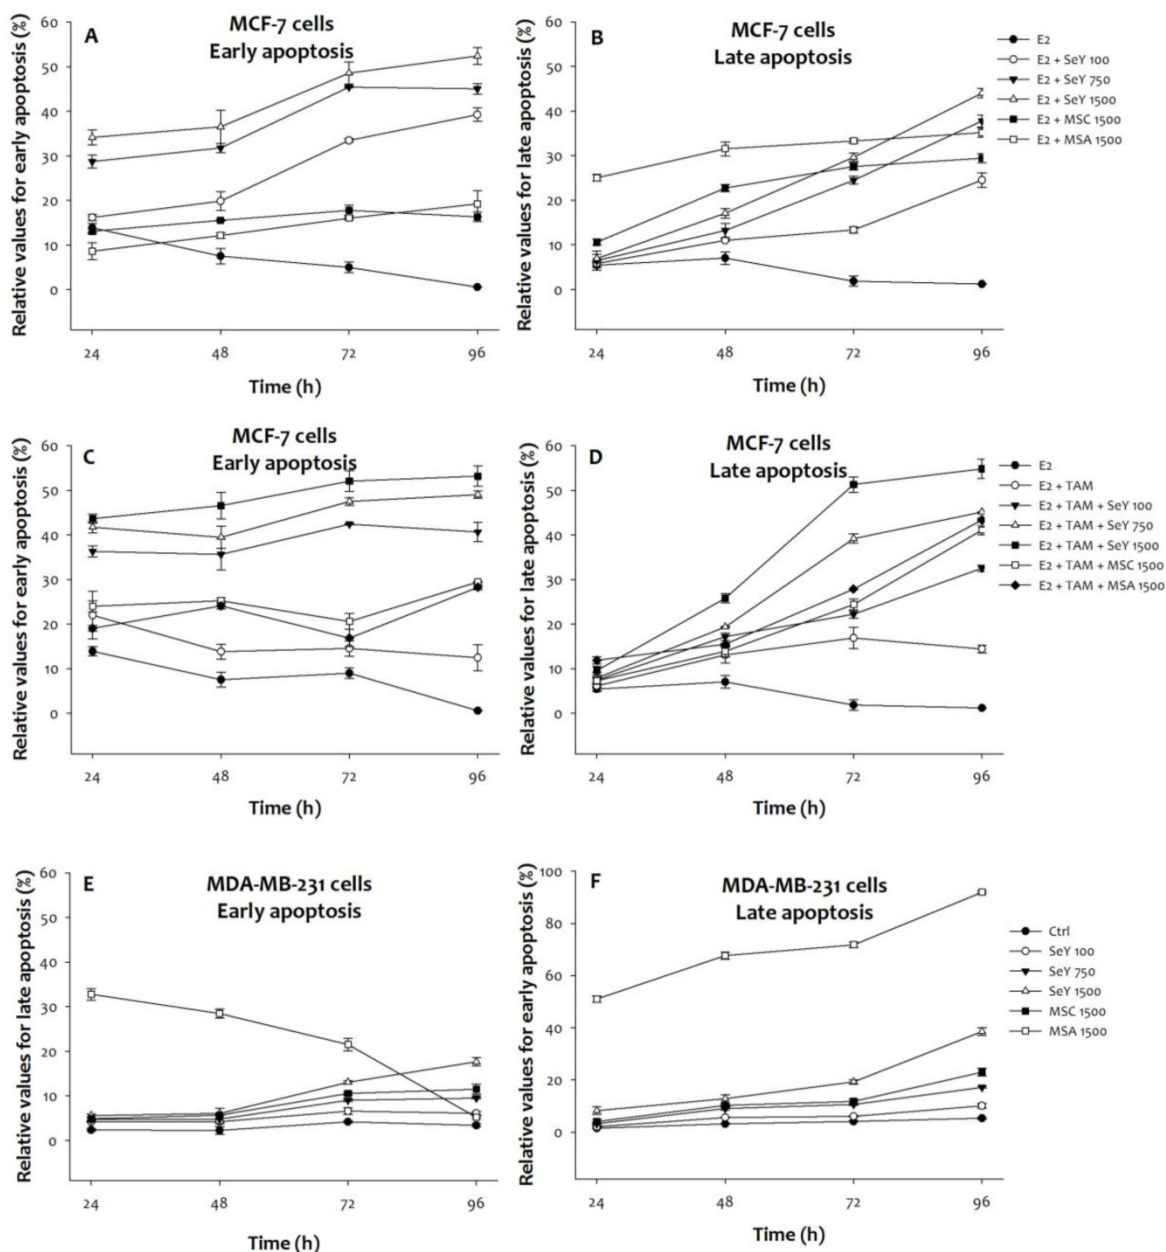 A
MCF-7 cells
Early apoptosis
Relative values for early apoptosis (%)
60
50
40
30
20
10
0
24
48
72
96
Time (h)
B
MCF-7 cells
Late apoptosis
Relative values for late apoptosis (%)
60
50
40
30
20
10
0
24
48
72
96
Time (h)
E2
E2 + SeY 100
E2 + SeY 750
E2 + SeY 1500
E2 + MSC 1500
E2 + MSA 1500
C
MCF-7 cells
Early apoptosis
Relative values for early apoptosis (%)
60
50
40
30
20
10
0
24
48
72
96
Time (h)
D
MCF-7 cells
Late apoptosis
Relative values for late apoptosis (%)
60
50
40
30
20
10
0
24
48
72
96
Time (h)
E2
E2 + TAM
E2 + TAM + SeY 100
E2 + TAM + SeY 750
E2 + TAM + SeY 1500
E2 + TAM + MSC 1500
E2 + TAM + MSA 1500
E
MDA-MB-231 cells
Early apoptosis
Relative values for late apoptosis (%)
60
50
40
30
20
10
0
24
48
72
96
Time (h)
F
MDA-MB-231 cells
Late apoptosis
Relative values for early apoptosis (%)
100
80
60
40
20
0
24
48
72
96
Time (h)
Ctrl
SeY 100
SeY 750
SeY 1500
MSC 1500
MSA 1500